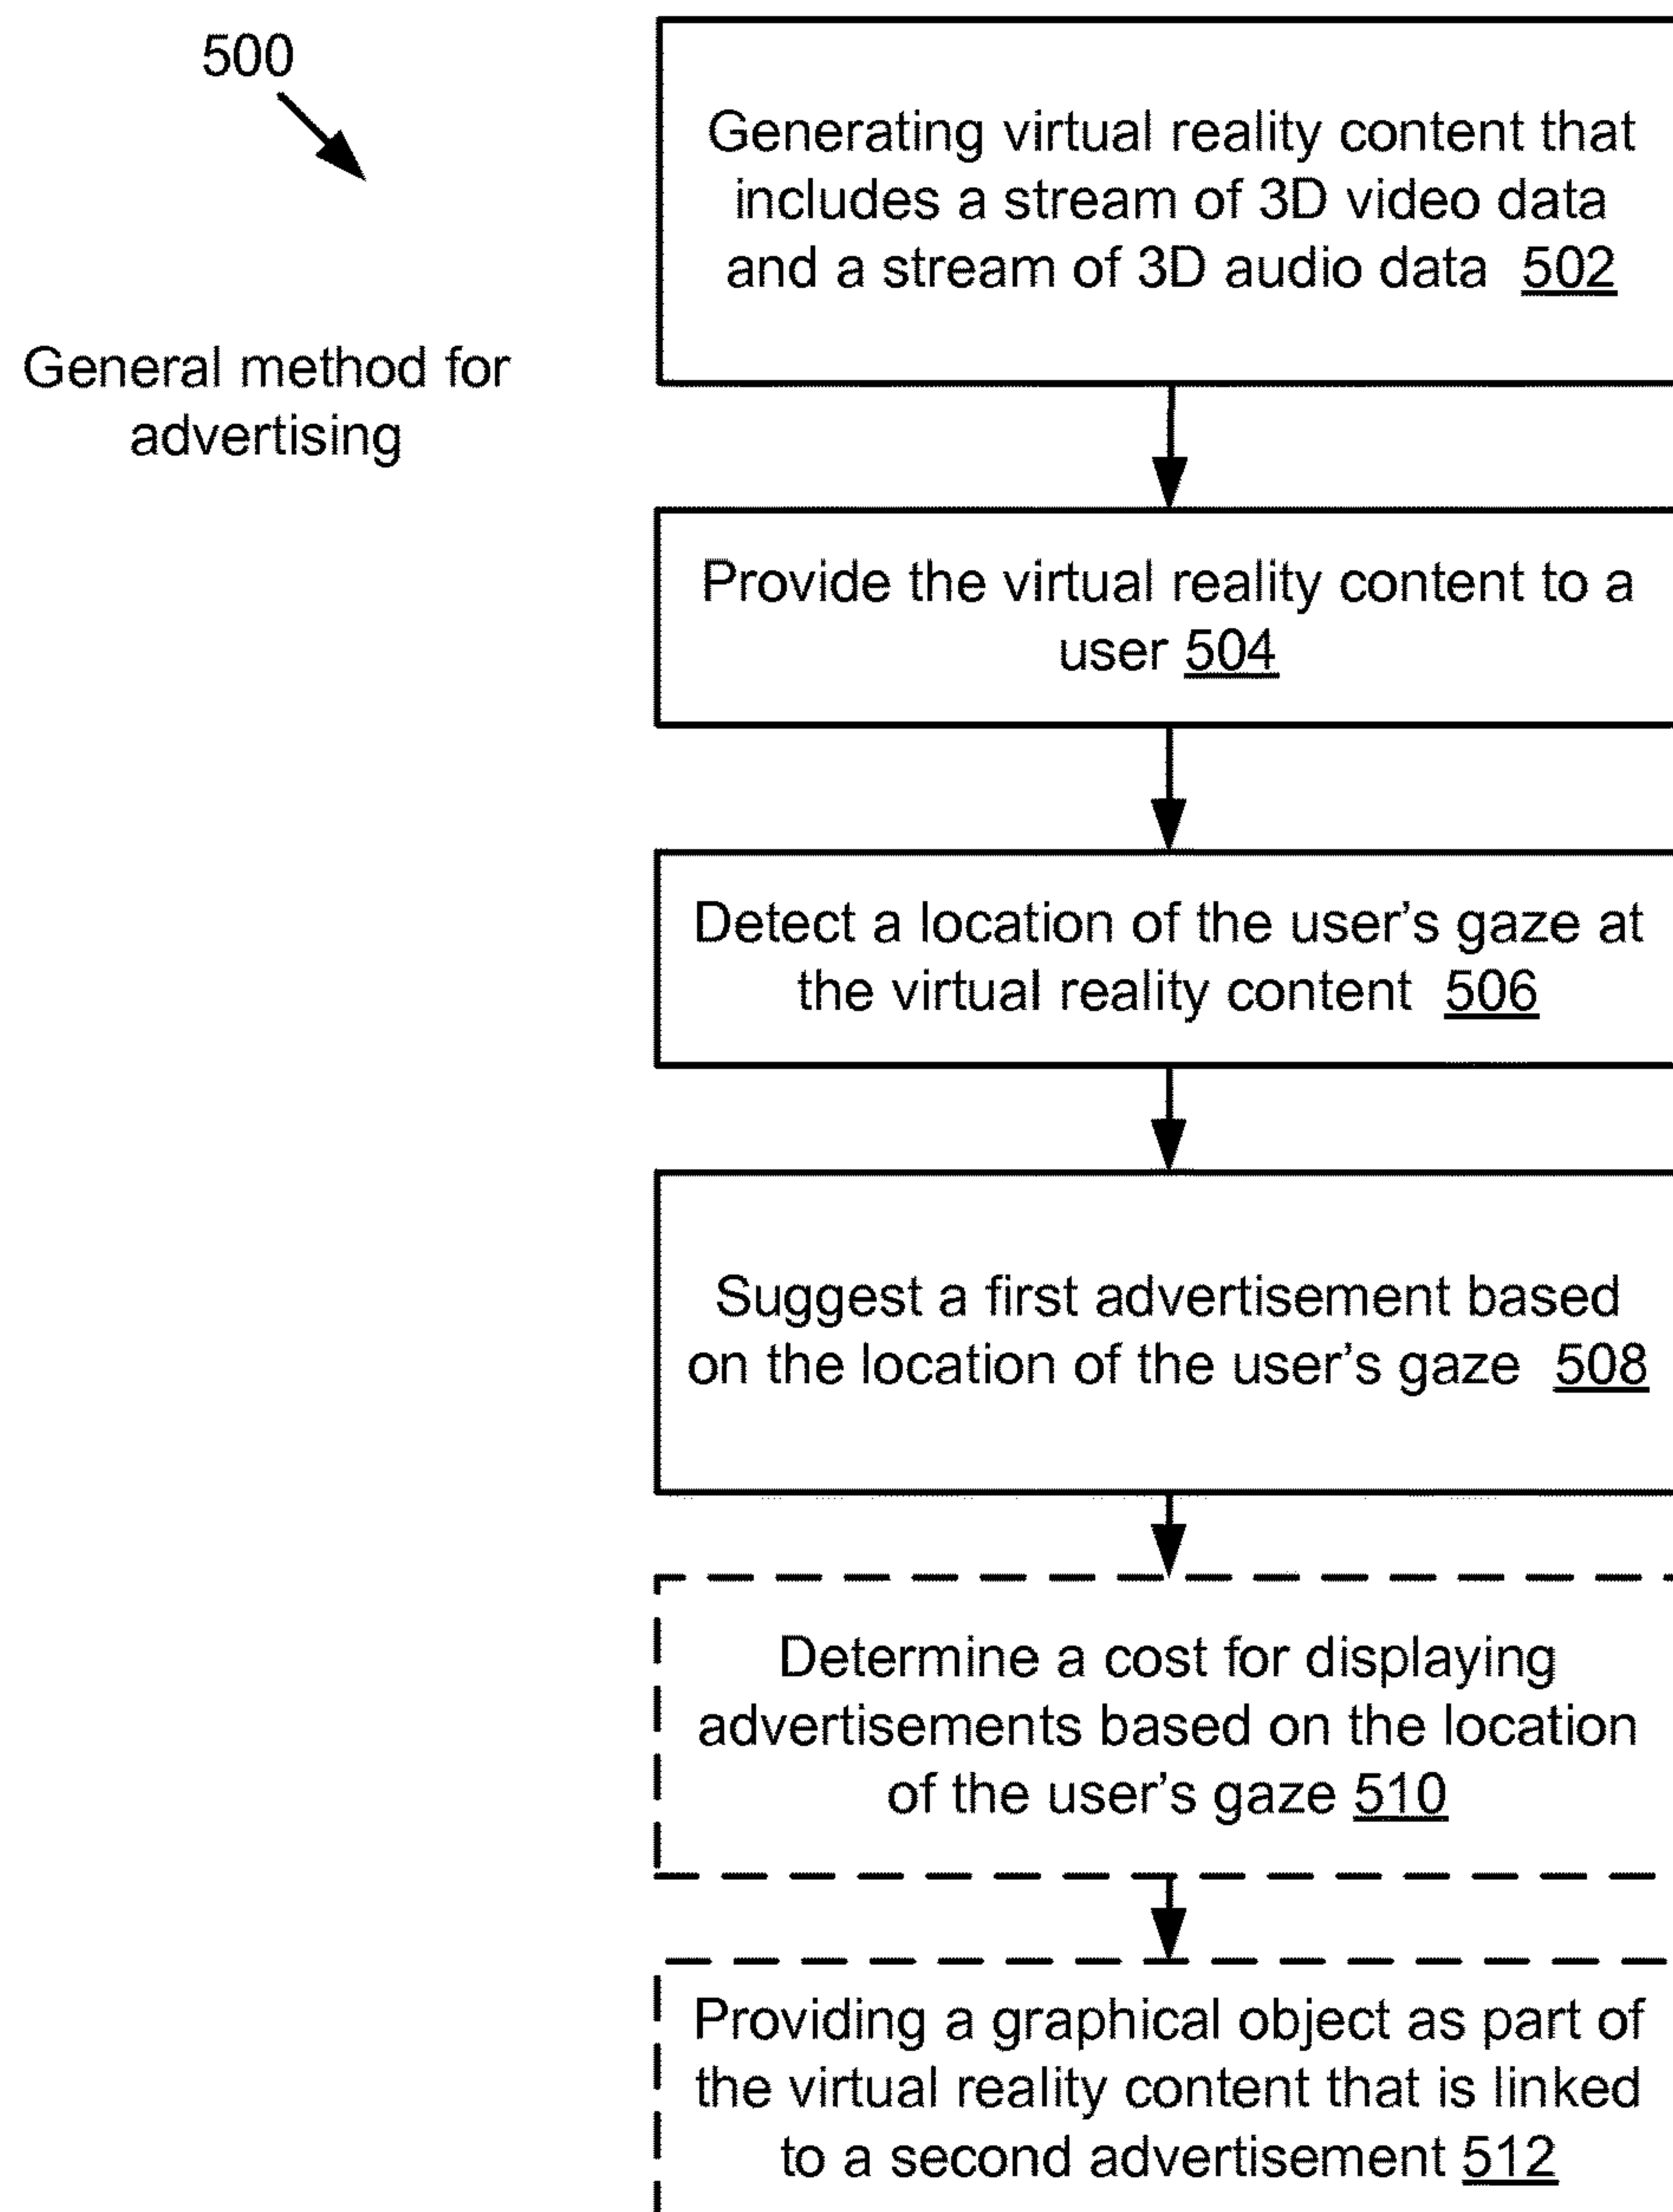 500
General method for
advertising
Generating virtual reality content that
includes a stream of 3D video data
and a stream of 3D audio data 502
Provide the virtual reality content to a
user 504
Detect a location of the user's gaze at
the virtual reality content 506
Suggest a first advertisement based
on the location of the user's gaze 508
Determine a cost for displaying
advertisements based on the location
of the user's gaze 510
Providing a graphical object as part of
the virtual reality content that is linked
to a second advertisement 512